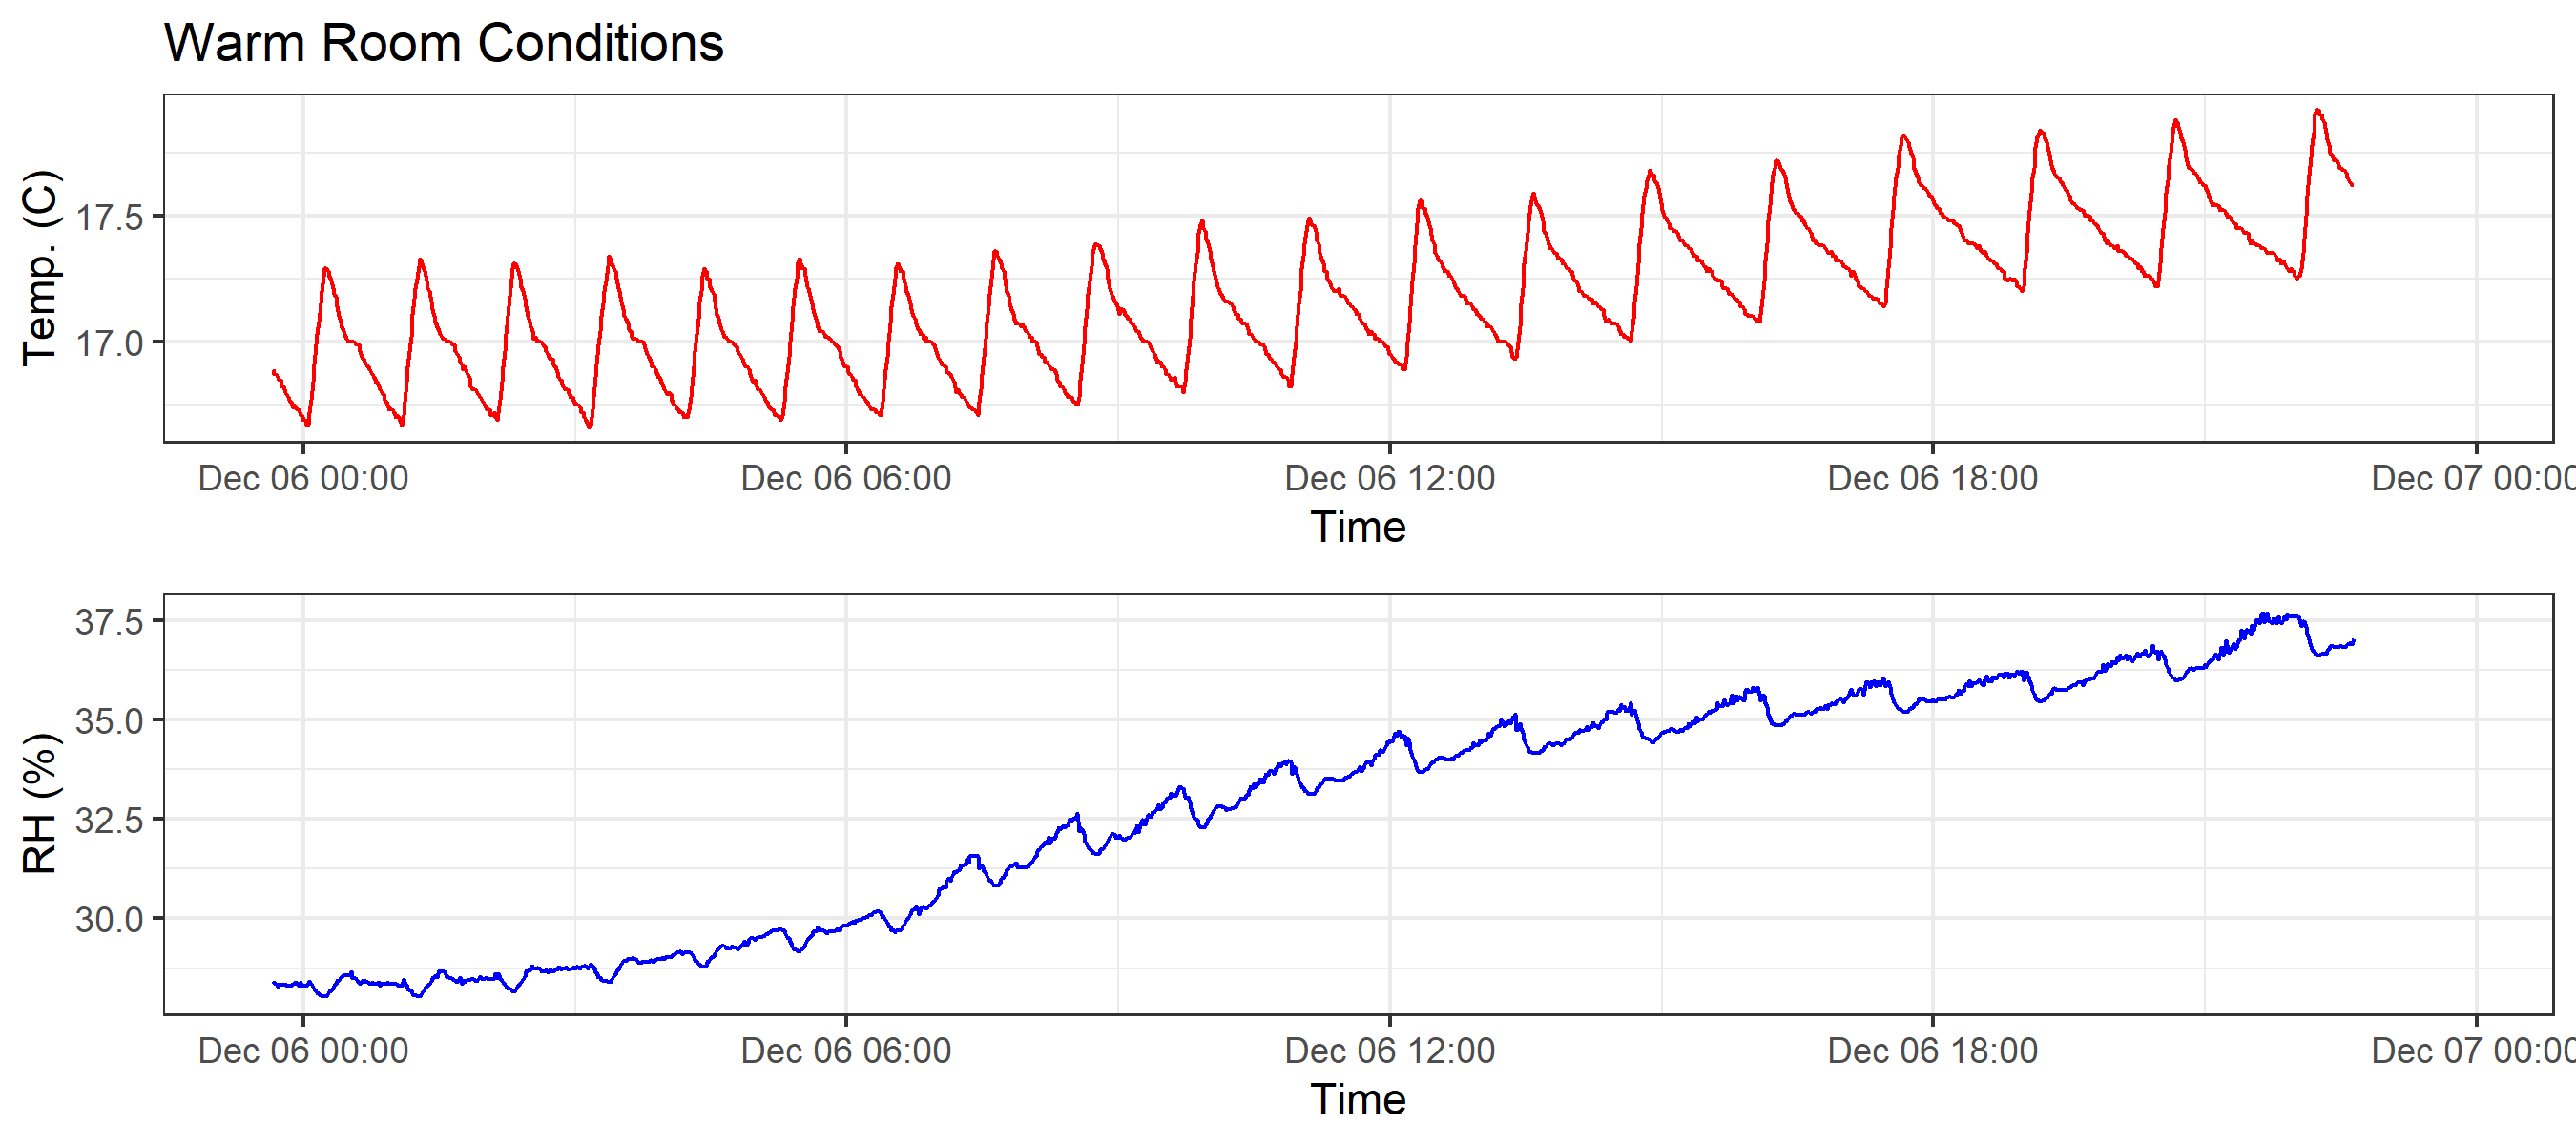 Warm Room Conditions
Temp. (C)
17.5
17.0
Dec 06 00:00 Dec 06 06:00 Dec 06 12:00 Dec 06 18:00 Dec 07 00:00
Time
RH (%)
37.5
35.0
32.5
30.0
Dec 06 00:00 Dec 06 06:00 Dec 06 12:00 Dec 06 18:00 Dec 07 00:00
Time